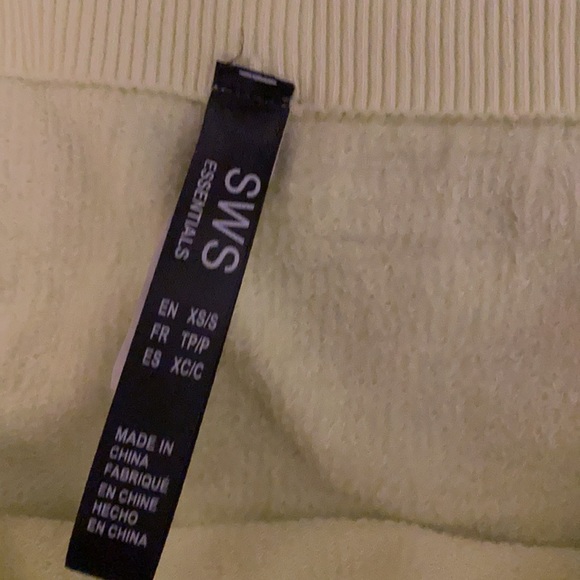 SWS
ESSENTIALS
EN XS/S
FR TP/P
ES XC/C
MADE IN
CHINA
FABRIQUÉ
EN CHINE
HECHO
EN CHINA